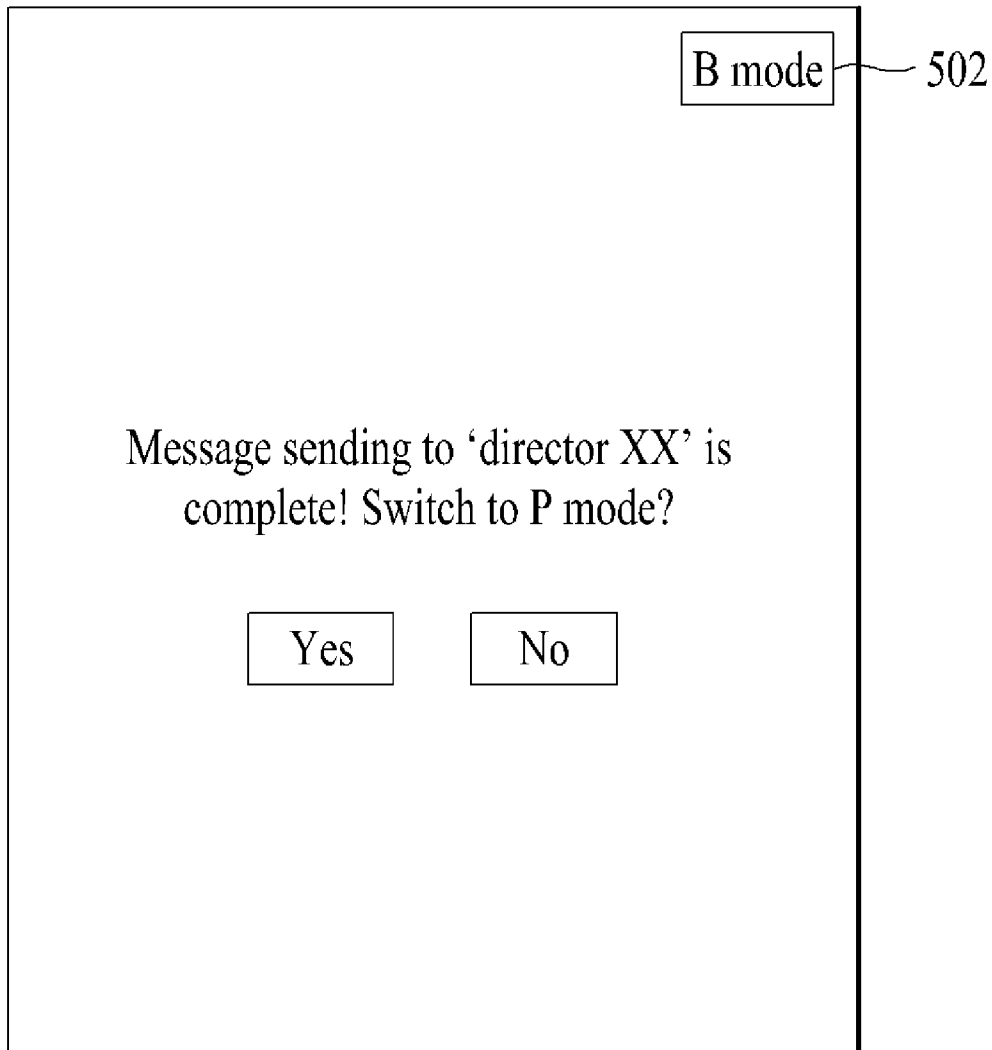 B mode
502
Message sending to ‘director XX’ is
complete! Switch to P mode?
Yes
No